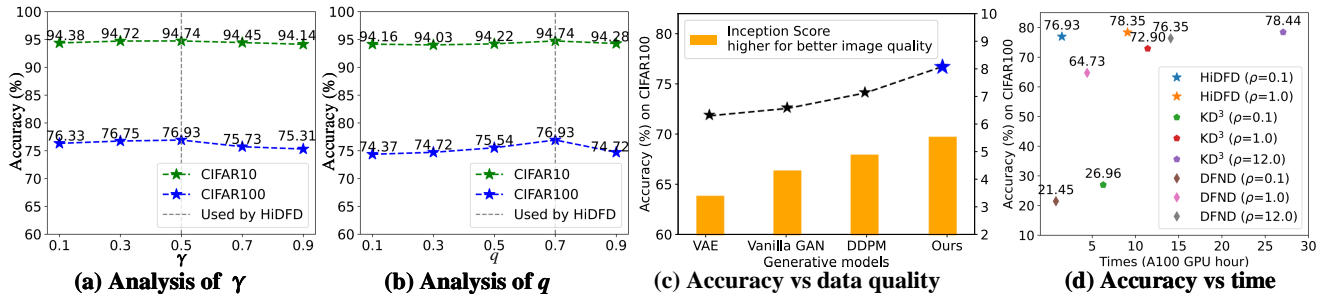 100
95
90
85
80
75
70
65
60
Accuracy (%)
94.38 94.72 94.74 94.45 94.14
76.33 76.75 76.93 75.73 75.31
CIFAR10
CIFAR100
Used by HiDFD
0.1 0.3 0.5 0.7 0.9
γ
(a) Analysis of γ
100
95
90
85
80
75
70
65
60
Accuracy (%)
94.16 94.03 94.22 94.74 94.28
74.37 74.72 75.54 76.93 74.72
CIFAR10
CIFAR100
Used by HiDFD
0.1 0.3 0.5 0.7 0.9
q
(b) Analysis of q
80
75
70
65
60
Accuracy (%) on CIFAR100
Inception Score
higher for better image quality
10
9
8
7
6
5
4
3
2
VAE Vanilla GAN DDPM Ours
Generative models
(c) Accuracy vs data quality
80
70
60
50
40
30
20
10
Accuracy (%) on CIFAR100
76.93 78.35 76.35 78.44
72.90
64.73
26.96
21.45
HiDFD (ρ=0.1)
HiDFD (ρ=1.0)
KD³ (ρ=0.1)
KD³ (ρ=1.0)
KD³ (ρ=12.0)
DFND (ρ=0.1)
DFND (ρ=1.0)
DFND (ρ=12.0)
5 10 15 20 25 30
Times (A100 GPU hour)
(d) Accuracy vs time